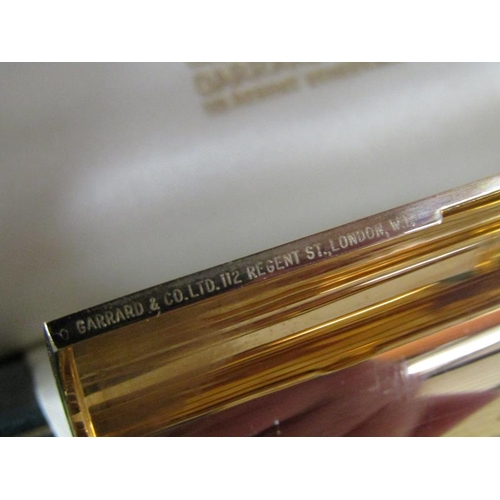 GARRARD & CO. LTD. 112 REGENT ST., LONDON, W.1.